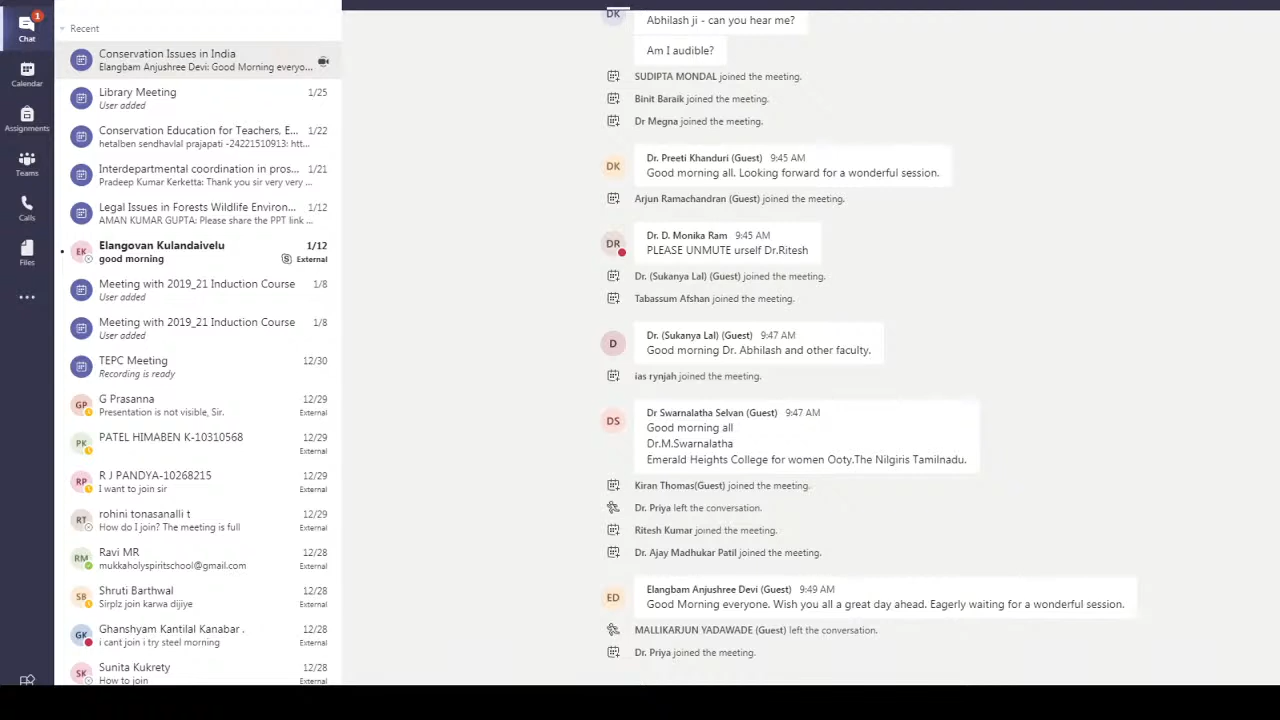 1
Chat
Calendar
Assignments
Teams
Calls
Files
Recent
Conservation Issues in India
Elangbam Anjushree Devi: Good Morning everyo...
Library Meeting 1/25
User added
Conservation Education for Teachers, E... 1/22
hetalben sendhavlal prajapati -24221510913: htt...
Interdepartmental coordination in pros... 1/21
Pradeep Kumar Kerketta: Thank you sir very very ...
Legal Issues in Forests Wildlife Environ... 1/12
AMAN KUMAR GUPTA: Please share the PPT link ...
EK Elangovan Kulandaivelu 1/12
good morning S External
Meeting with 2019_21 Induction Course 1/8
User added
Meeting with 2019_21 Induction Course 1/8
User added
TEPC Meeting 12/30
Recording is ready
GP G Prasanna 12/29
Presentation is not visible, Sir. External
PK PATEL HIMABEN K-10310568 12/29
External
RP R J PANDYA-10268215 12/29
I want to join sir External
RT rohini tonasanalli t 12/29
How do I join? The meeting is full External
RM Ravi MR 12/28
mukkaholyspiritschool@gmail.com External
SB Shruti Barthwal 12/28
Sirplz join karwa dijiye External
GK Ghanshyam Kantilal Kanabar . 12/28
i cant join i try steel morning External
SK Sunita Kukrety 12/28
How to join External
DK Abhilash ji - can you hear me?
Am I audible?
SUDIPTA MONDAL joined the meeting.
Binit Baraik joined the meeting.
Dr Megna joined the meeting.
DK Dr. Preeti Khanduri (Guest) 9:45 AM
Good morning all. Looking forward for a wonderful session.
Arjun Ramachandran (Guest) joined the meeting.
DR Dr. D. Monika Ram 9:45 AM
PLEASE UNMUTE urself Dr.Ritesh
Dr. (Sukanya Lal) (Guest) joined the meeting.
Tabassum Afshan joined the meeting.
D Dr. (Sukanya Lal) (Guest) 9:47 AM
Good morning Dr. Abhilash and other faculty.
ias rynjah joined the meeting.
DS Dr Swarnalatha Selvan (Guest) 9:47 AM
Good morning all
Dr.M.Swarnalatha
Emerald Heights College for women Ooty.The Nilgiris Tamilnadu.
Kiran Thomas(Guest) joined the meeting.
Dr. Priya left the conversation.
Ritesh Kumar joined the meeting.
Dr. Ajay Madhukar Patil joined the meeting.
ED Elangbam Anjushree Devi (Guest) 9:49 AM
Good Morning everyone. Wish you all a great day ahead. Eagerly waiting for a wonderful session.
MALLIKARJUN YADAWADE (Guest) left the conversation.
Dr. Priya joined the meeting.